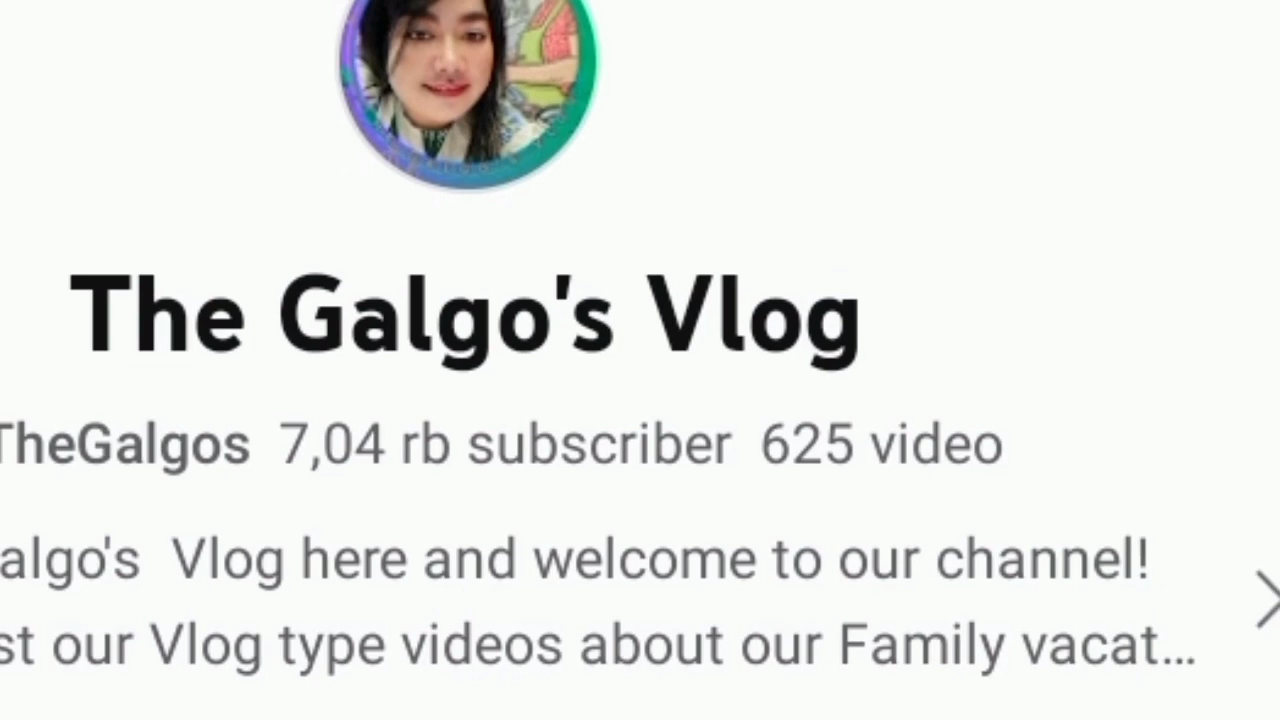 The Galgo's Vlog
TheGalgos 7,04 rb subscriber 625 video
algo's Vlog here and welcome to our channel!
st our Vlog type videos about our Family vacat...